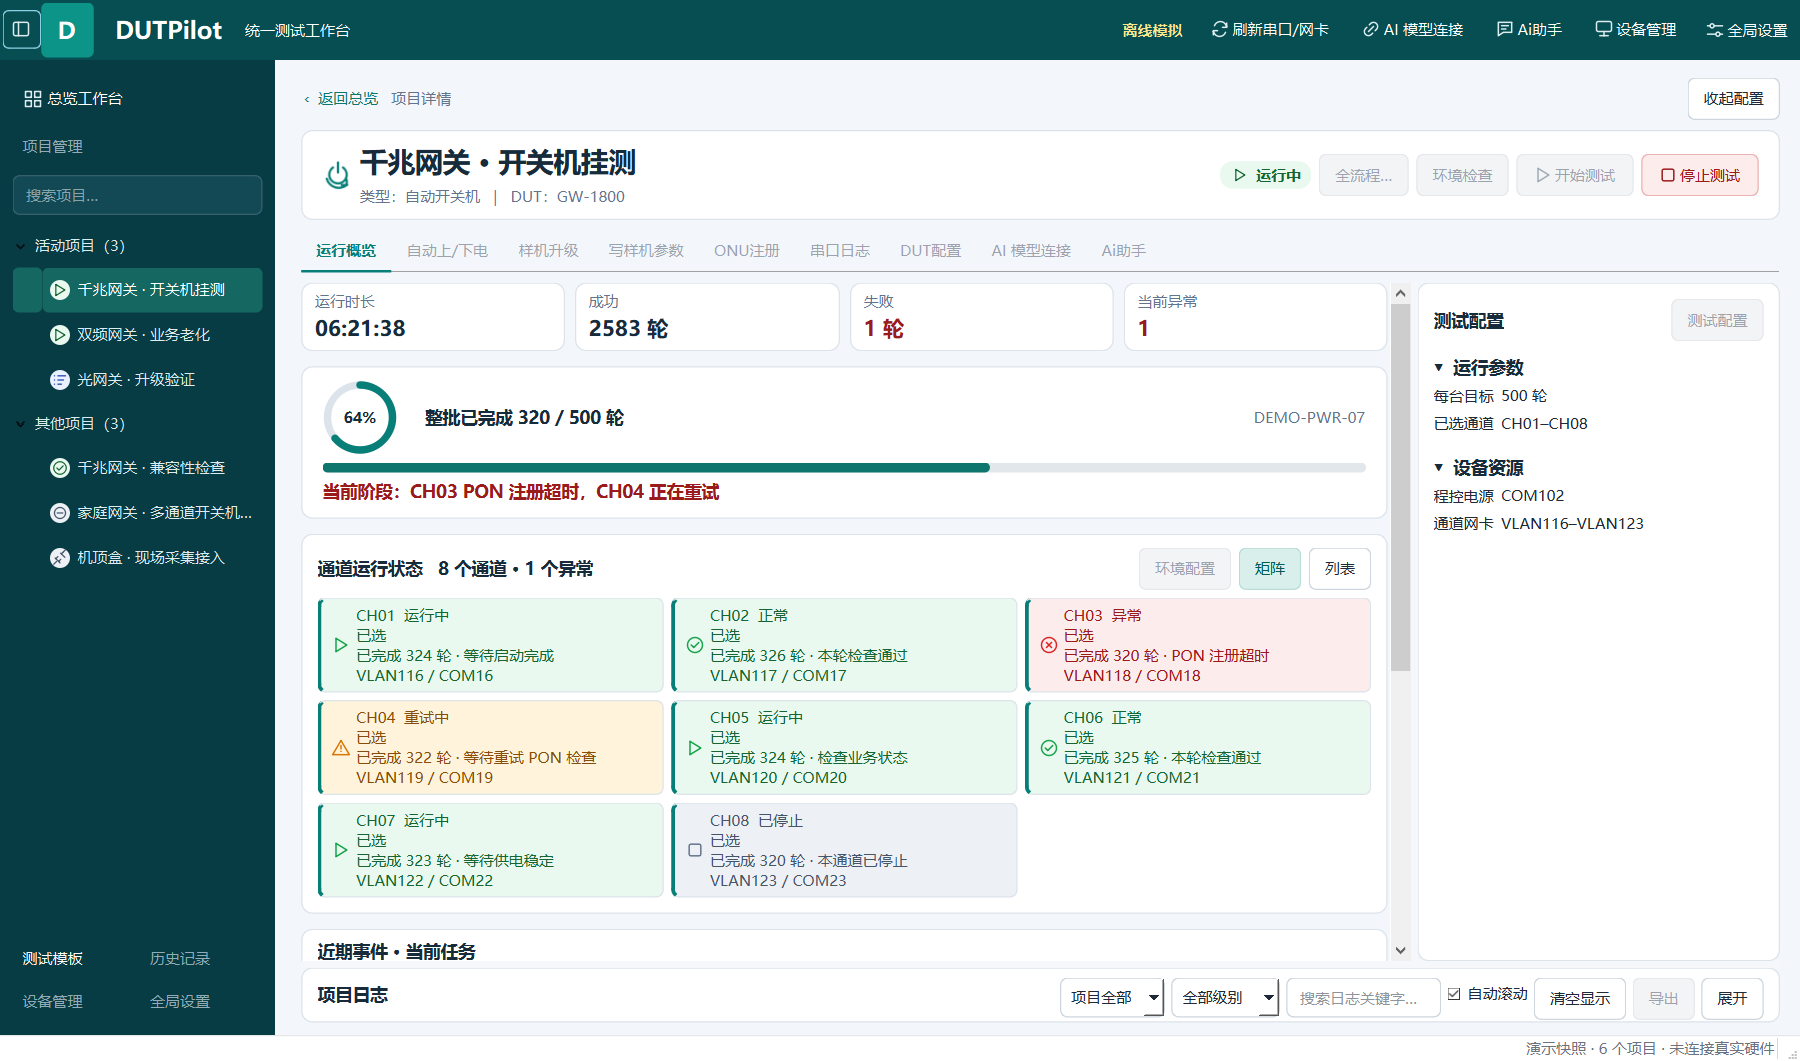 D DUTPilot 统一测试工作台 离线模拟 刷新串口/网卡 AI 模型连接 Ai助手 设备管理 全局设置
总览工作台
项目管理
搜索项目...
活动项目 (3)
千兆网关 · 开关机挂测
双频网关 · 业务老化
光网关 · 升级验证
其他项目 (3)
千兆网关 · 兼容性检查
家庭网关 · 多通道开关机...
机顶盒 · 现场采集接入
测试模板 历史记录
设备管理 全局设置
‹ 返回总览 项目详情 收起配置
千兆网关 • 开关机挂测
类型：自动开关机 | DUT：GW-1800
运行中 全流程... 环境检查 开始测试 停止测试
运行概览 自动上/下电 样机升级 写样机参数 ONU注册 串口日志 DUT配置 AI 模型连接 Ai助手
运行时长
06:21:38
成功
2583 轮
失败
1 轮
当前异常
1
64% 整批已完成 320 / 500 轮 DEMO-PWR-07
当前阶段：CH03 PON 注册超时，CH04 正在重试
通道运行状态 8 个通道 • 1 个异常 环境配置 矩阵 列表
CH01 运行中
已选
已完成 324 轮 · 等待启动完成
VLAN116 / COM16
CH02 正常
已选
已完成 326 轮 · 本轮检查通过
VLAN117 / COM17
CH03 异常
已选
已完成 320 轮 · PON 注册超时
VLAN118 / COM18
CH04 重试中
已选
已完成 322 轮 · 等待重试 PON 检查
VLAN119 / COM19
CH05 运行中
已选
已完成 324 轮 · 检查业务状态
VLAN120 / COM20
CH06 正常
已选
已完成 325 轮 · 本轮检查通过
VLAN121 / COM21
CH07 运行中
已选
已完成 323 轮 · 等待供电稳定
VLAN122 / COM22
CH08 已停止
已选
已完成 320 轮 · 本通道已停止
VLAN123 / COM23
近期事件 • 当前任务
测试配置 测试配置
运行参数
每台目标 500 轮
已选通道 CH01–CH08
设备资源
程控电源 COM102
通道网卡 VLAN116–VLAN123
项目日志 项目全部 全部级别 搜索日志关键字... 自动滚动 清空显示 导出 展开
演示快照 · 6 个项目 · 未连接真实硬件